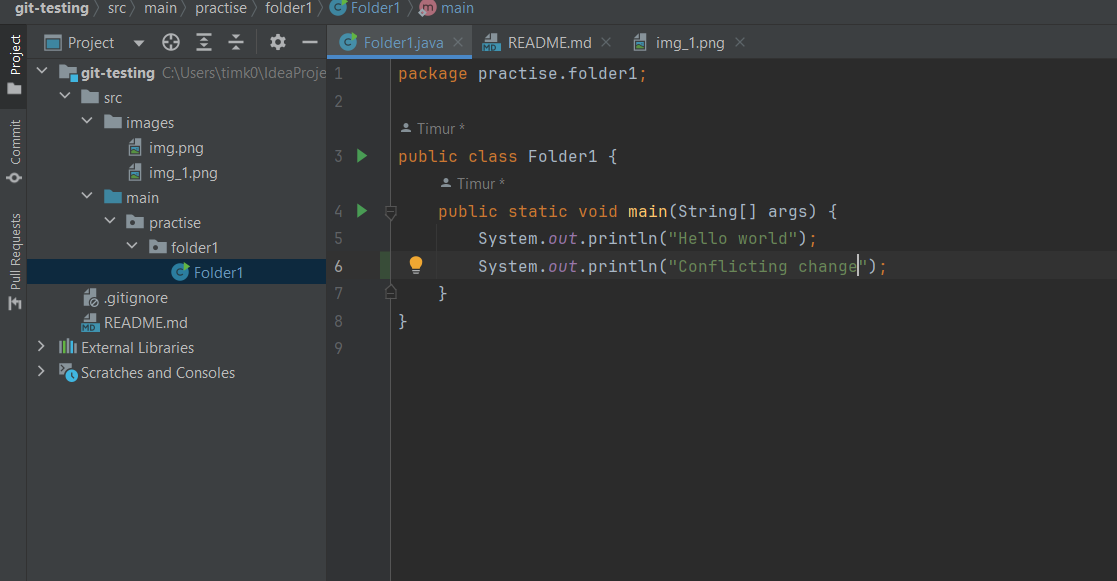 git-testing 〉 src 〉 main 〉 practise 〉 folder1 〉 Folder1 〉 main
Project
Commit
Pull Requests
Project
git-testing C:\Users\timk0\IdeaProje
src
images
img.png
img_1.png
main
practise
folder1
Folder1
.gitignore
README.md
External Libraries
Scratches and Consoles
Folder1.java README.md img_1.png
1 package practise.folder1;
2
Timur *
3 public class Folder1 {
Timur *
4 public static void main(String[] args) {
5 System.out.println("Hello world");
6 System.out.println("Conflicting change");
7 }
8 }
9